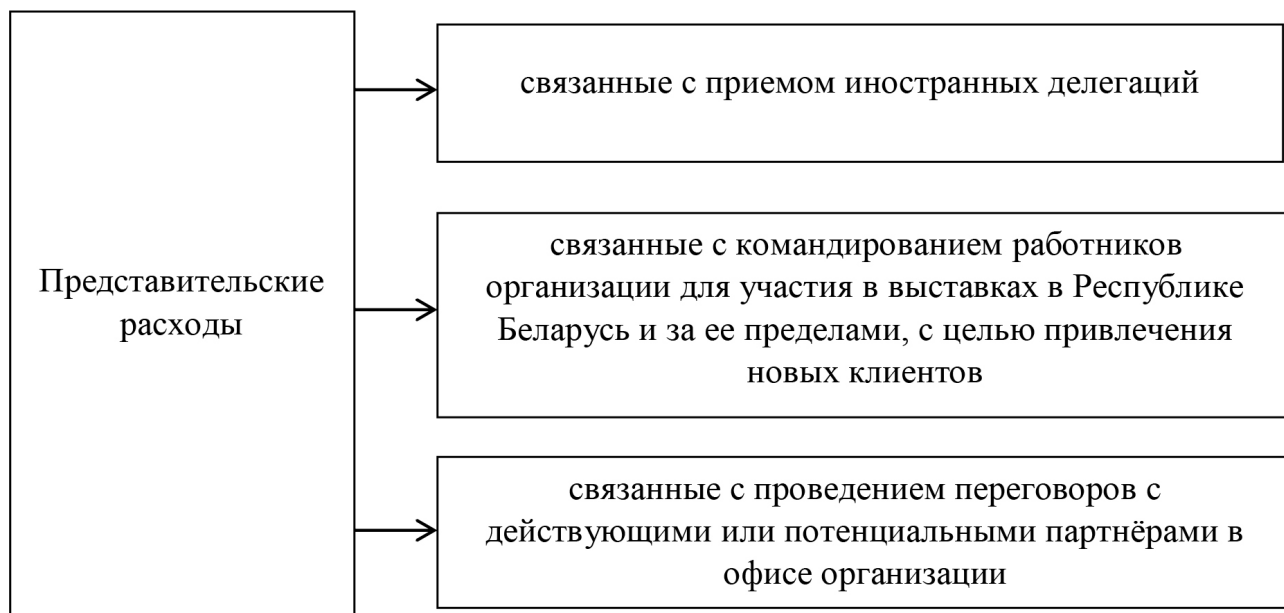 Представительские
расходы
связанные с приемом иностранных делегаций
связанные с командированием работников
организации для участия в выставках в Республике
Беларусь и за ее пределами, с целью привлечения
новых клиентов
связанные с проведением переговоров с
действующими или потенциальными партнёрами в
офисе организации